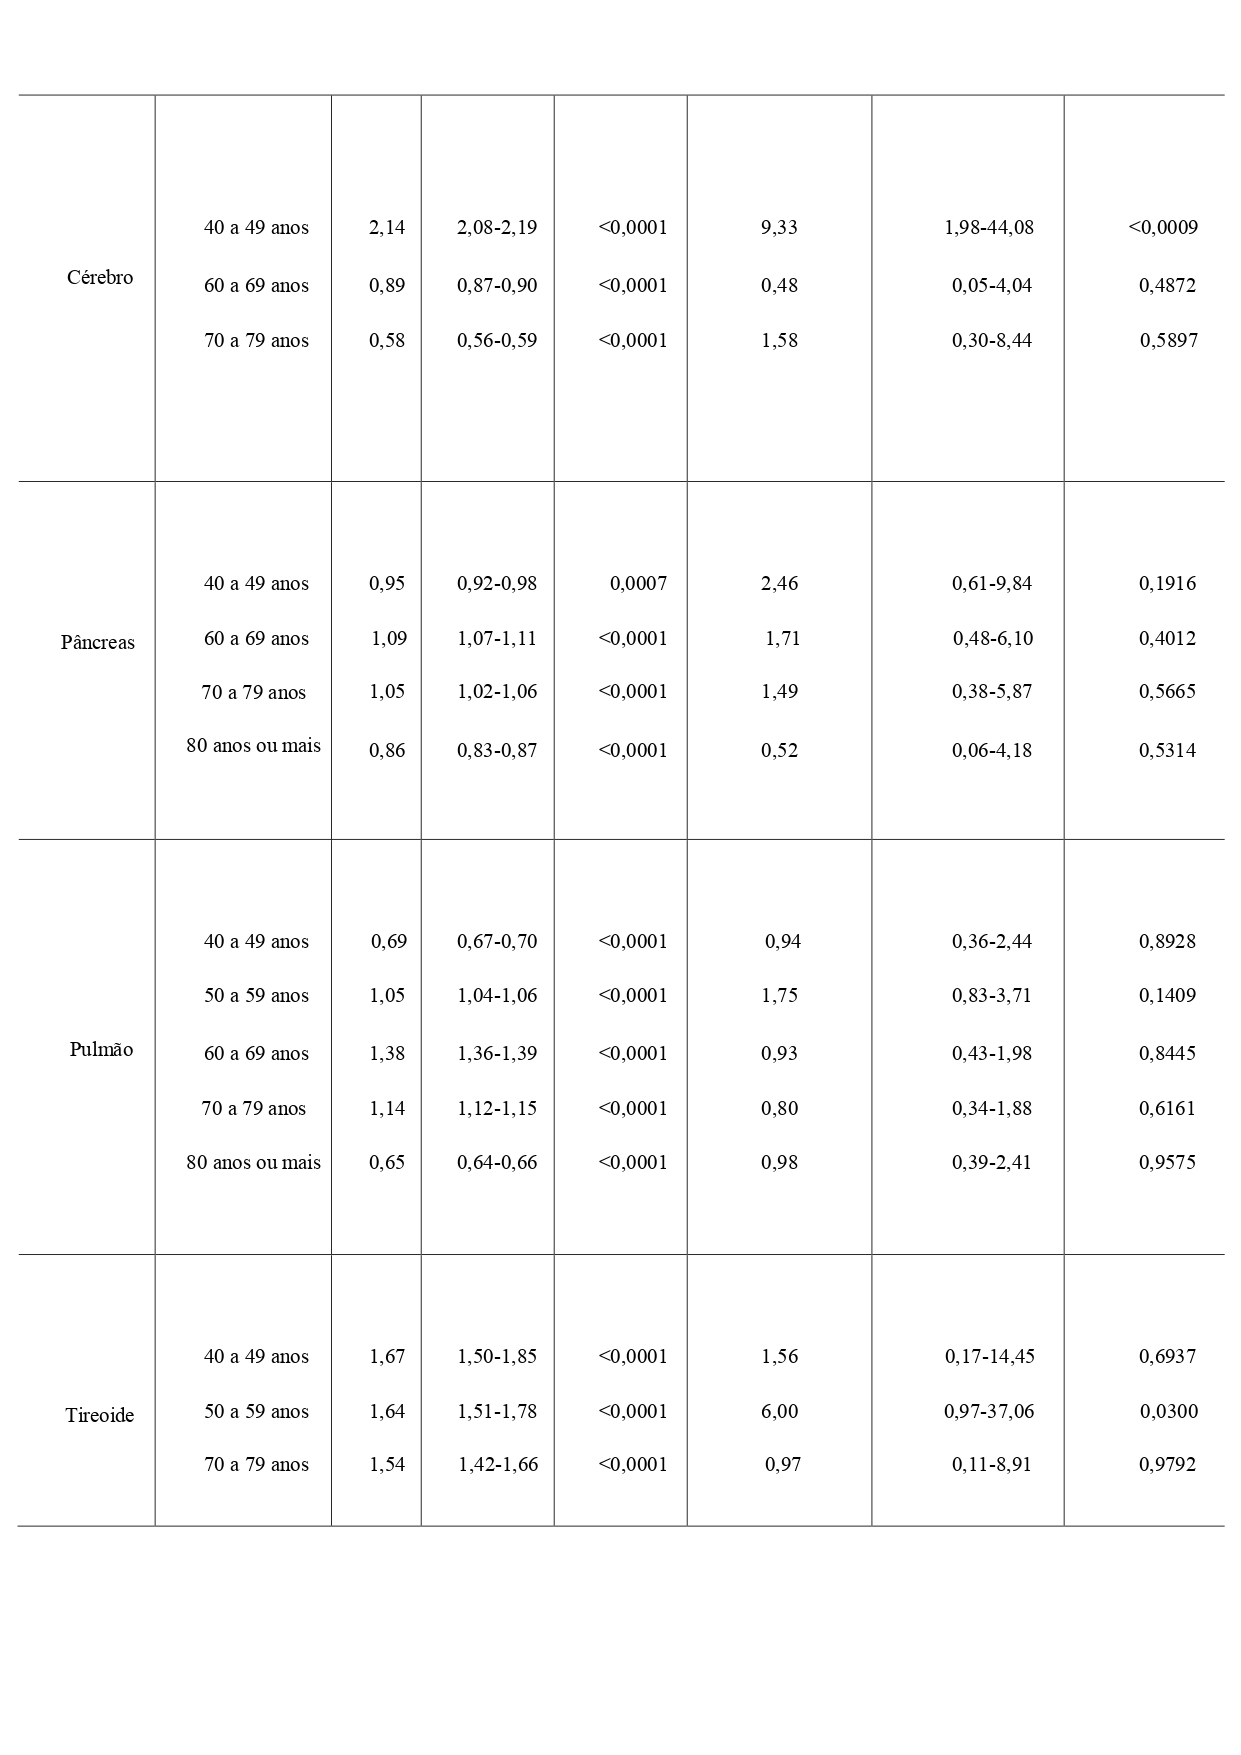 40 a 49 anos 2,14 2,08-2,19 <0,0001 9,33 1,98-44,08 <0,0009
Cérebro
60 a 69 anos 0,89 0,87-0,90 <0,0001 0,48 0,05-4,04 0,4872
70 a 79 anos 0,58 0,56-0,59 <0,0001 1,58 0,30-8,44 0,5897
40 a 49 anos 0,95 0,92-0,98 0,0007 2,46 0,61-9,84 0,1916
Pâncreas 60 a 69 anos 1,09 1,07-1,11 <0,0001 1,71 0,48-6,10 0,4012
70 a 79 anos 1,05 1,02-1,06 <0,0001 1,49 0,38-5,87 0,5665
80 anos ou mais 0,86 0,83-0,87 <0,0001 0,52 0,06-4,18 0,5314
40 a 49 anos 0,69 0,67-0,70 <0,0001 0,94 0,36-2,44 0,8928
50 a 59 anos 1,05 1,04-1,06 <0,0001 1,75 0,83-3,71 0,1409
Pulmão 60 a 69 anos 1,38 1,36-1,39 <0,0001 0,93 0,43-1,98 0,8445
70 a 79 anos 1,14 1,12-1,15 <0,0001 0,80 0,34-1,88 0,6161
80 anos ou mais 0,65 0,64-0,66 <0,0001 0,98 0,39-2,41 0,9575
40 a 49 anos 1,67 1,50-1,85 <0,0001 1,56 0,17-14,45 0,6937
Tireoide 50 a 59 anos 1,64 1,51-1,78 <0,0001 6,00 0,97-37,06 0,0300
70 a 79 anos 1,54 1,42-1,66 <0,0001 0,97 0,11-8,91 0,9792